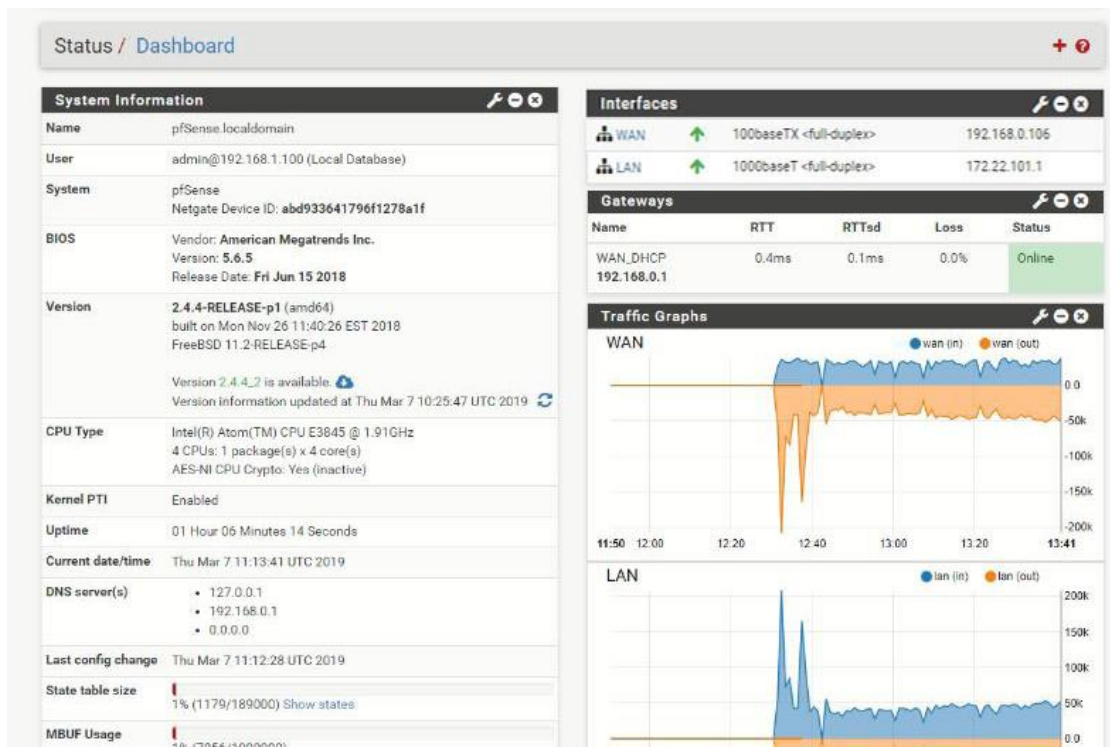 Status / Dashboard
System Information
Name pfSense.localdomain
User admin@192.168.1.100 (Local Database)
System pfSense
Netgate Device ID: abd933641796f1278a1f
BIOS Vendor: American Megatrends Inc.
Version: 5.6.5
Release Date: Fri Jun 15 2018
Version 2.4.4-RELEASE-p1 (amd64)
built on Mon Nov 26 11:40:26 EST 2018
FreeBSD 11.2-RELEASE-p4
Version 2.4.4_2 is available.
Version information updated at Thu Mar 7 10:25:47 UTC 2019
CPU Type Intel(R) Atom(TM) CPU E3845 @ 1.91GHz
4 CPUs: 1 package(s) x 4 core(s)
AES-NI CPU Crypto: Yes (inactive)
Kernel PTI Enabled
Uptime 01 Hour 06 Minutes 14 Seconds
Current date/time Thu Mar 7 11:13:41 UTC 2019
DNS server(s) • 127.0.0.1
• 192.168.0.1
• 0.0.0.0
Last config change Thu Mar 7 11:12:28 UTC 2019
State table size
1% (1179/189000) Show states
MBUF Usage
Interfaces
WAN 100baseTX <full-duplex> 192.168.0.106
LAN 1000baseT <full-duplex> 172.22.101.1
Gateways
Name RTT RTTsd Loss Status
WAN_DHCP 0.4ms 0.1ms 0.0% Online
192.168.0.1
Traffic Graphs
WAN wan (in) wan (out)
0.0
-50k
-100k
-150k
-200k
11:50 12:00 12:20 12:40 13:00 13:20 13:41
LAN lan (in) lan (out)
200k
150k
100k
50k
0.0